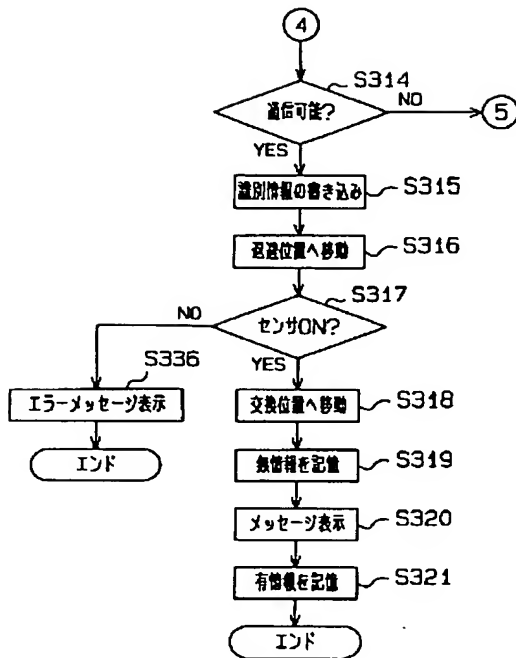 4
S314
通信可能?
NO
5
YES
識別情報の書き込み
S315
退避位置へ移動
S316
S317
NO
センサON?
YES
S336
エラーメッセージ表示
エンド
交換位置へ移動
S318
無情報を記憶
S319
メッセージ表示
S320
有情報を記憶
S321
エンド